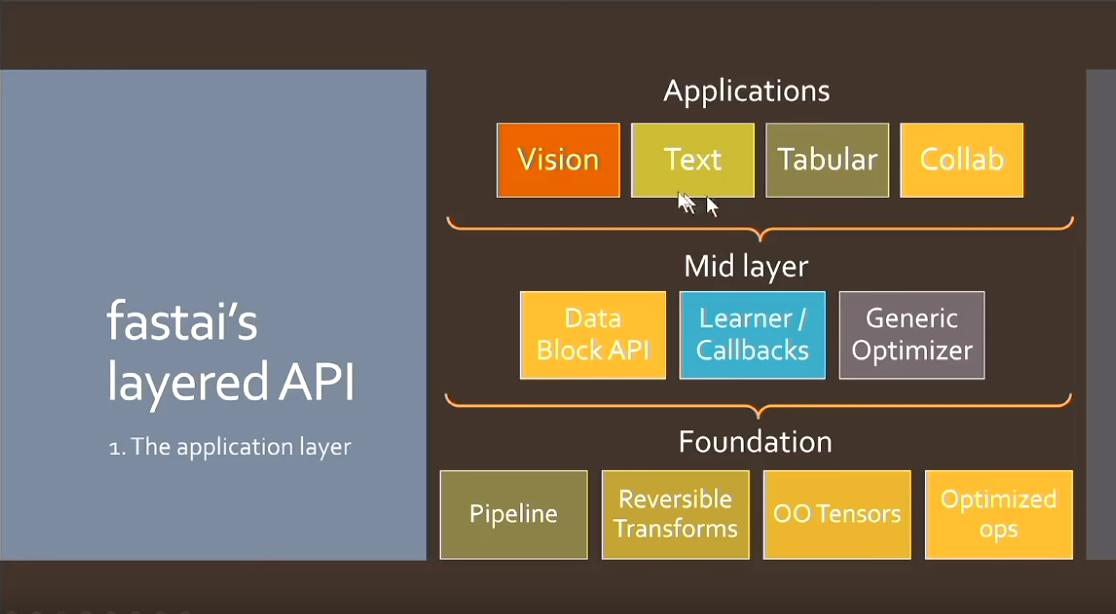 fastai’s
layered API
1. The application layer
Applications
Vision
Text
Tabular
Collab
Mid layer
Data
Block API
Learner /
Callbacks
Generic
Optimizer
Foundation
Pipeline
Reversible
Transforms
OO Tensors
Optimized
ops